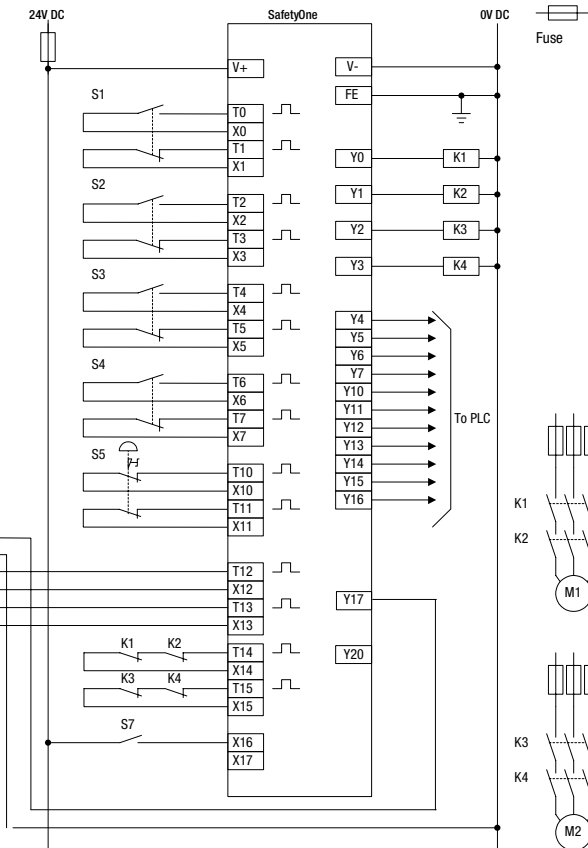 24V DC
SafetyOne
0V DC
Fuse
V+
V-
FE
S1
T0
X0
T1
X1
Y0
K1
S2
T2
X2
T3
X3
Y1
K2
Y2
K3
S3
T4
X4
T5
X5
Y3
K4
Y4
Y5
Y6
Y7
Y10
Y11
Y12
Y13
Y14
Y15
Y16
To PLC
S4
T6
X6
T7
X7
S5
T10
X10
T11
X11
T12
X12
T13
X13
Y17
K1 K2
T14
X14
K3 K4
T15
X15
Y20
S7
X16
X17
K1
K2
M1
K3
K4
M2